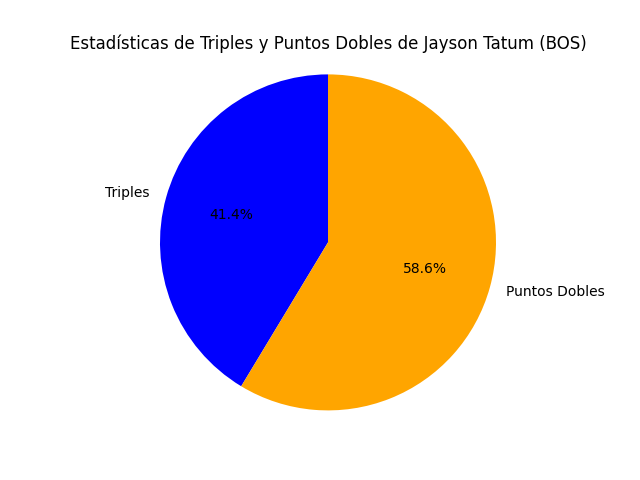 Estadísticas de Triples y Puntos Dobles de Jayson Tatum (BOS)
Triples
41.4%
58.6%
Puntos Dobles